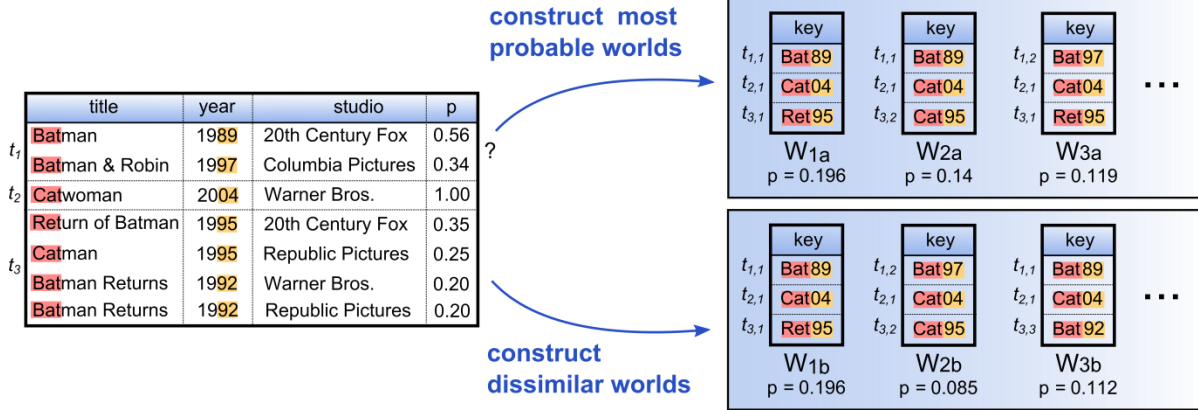 construct most
probable worlds
title year studio p
t1
Batman 1989 20th Century Fox 0.56
Batman & Robin 1997 Columbia Pictures 0.34
?
t2 Catwoman 2004 Warner Bros. 1.00
t3
Return of Batman 1995 20th Century Fox 0.35
Catman 1995 Republic Pictures 0.25
Batman Returns 1992 Warner Bros. 0.20
Batman Returns 1992 Republic Pictures 0.20
construct
dissimilar worlds
key key key
t1,1 Bat89 t1,1 Bat89 t1,2 Bat97
t2,1 Cat04 t2,1 Cat04 t2,1 Cat04 ...
t3,1 Ret95 t3,2 Cat95 t3,1 Ret95
W1a W2a W3a
p = 0.196 p = 0.14 p = 0.119
key key key
t1,1 Bat89 t1,2 Bat97 t1,1 Bat89
t2,1 Cat04 t2,1 Cat04 t2,1 Cat04 ...
t3,1 Ret95 t3,2 Cat95 t3,3 Bat92
W1b W2b W3b
p = 0.196 p = 0.085 p = 0.112